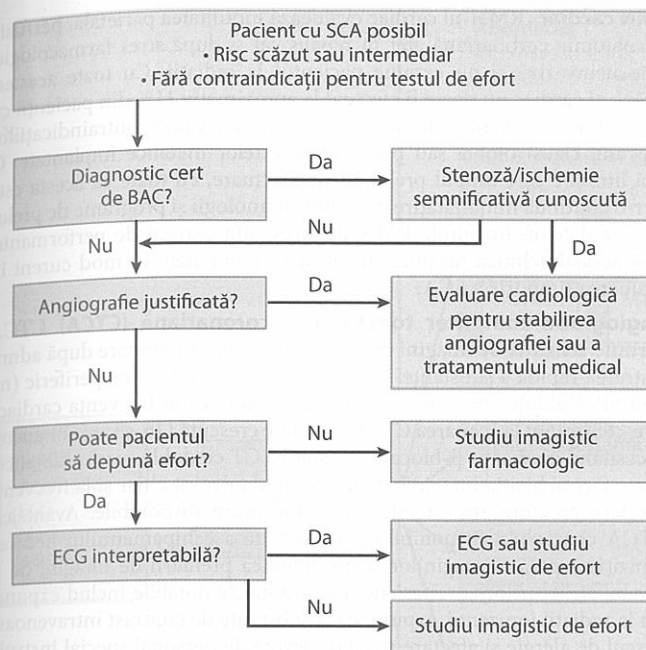 Pacient cu SCA posibil
• Risc scăzut sau intermediar
• Fără contraindicații pentru testul de efort
Diagnostic cert
de BAC?
Da
Stenoză/ischemie
semnificativă cunoscută
Nu
Nu
Da
Angiografie justificată?
Da
Evaluare cardiologică
pentru stabilirea
angiografiei sau a
tratamentului medical
Nu
Poate pacientul
să depună efort?
Nu
Studiu imagistic
farmacologic
Da
ECG interpretabilă?
Da
ECG sau studiu
imagistic de efort
Nu
Studiu imagistic de efort